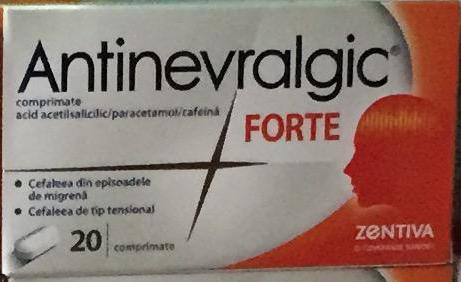 Antinevralgic®
comprimate
acid acetilsalicilic/paracetamol/cafeină
FORTE
• Cefaleea din episoadele
de migrenă
• Cefaleea de tip tensional
20 comprimate
ZENTIVA